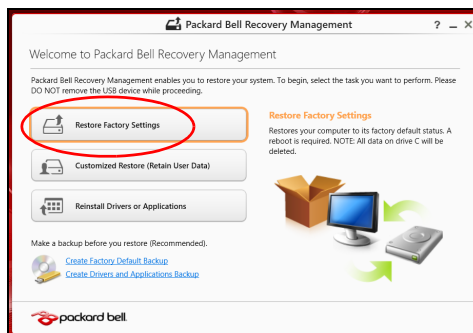 Packard Bell Recovery Management
Welcome to Packard Bell Recovery Management
Packard Bell Recovery Management enables you to restore your system. To begin, select the task you want to perform. Please
DO NOT remove the USB device while proceeding.
Restore Factory Settings
Customized Restore (Retain User Data)
Reinstall Drivers or Applications
Restore Factory Settings
Restores your computer to its factory default status. A
reboot is required. NOTE: All data on drive C will be
deleted.
Make a backup before you restore (Recommended).
Create Factory Default Backup
Create Drivers and Applications Backup
packard bell.